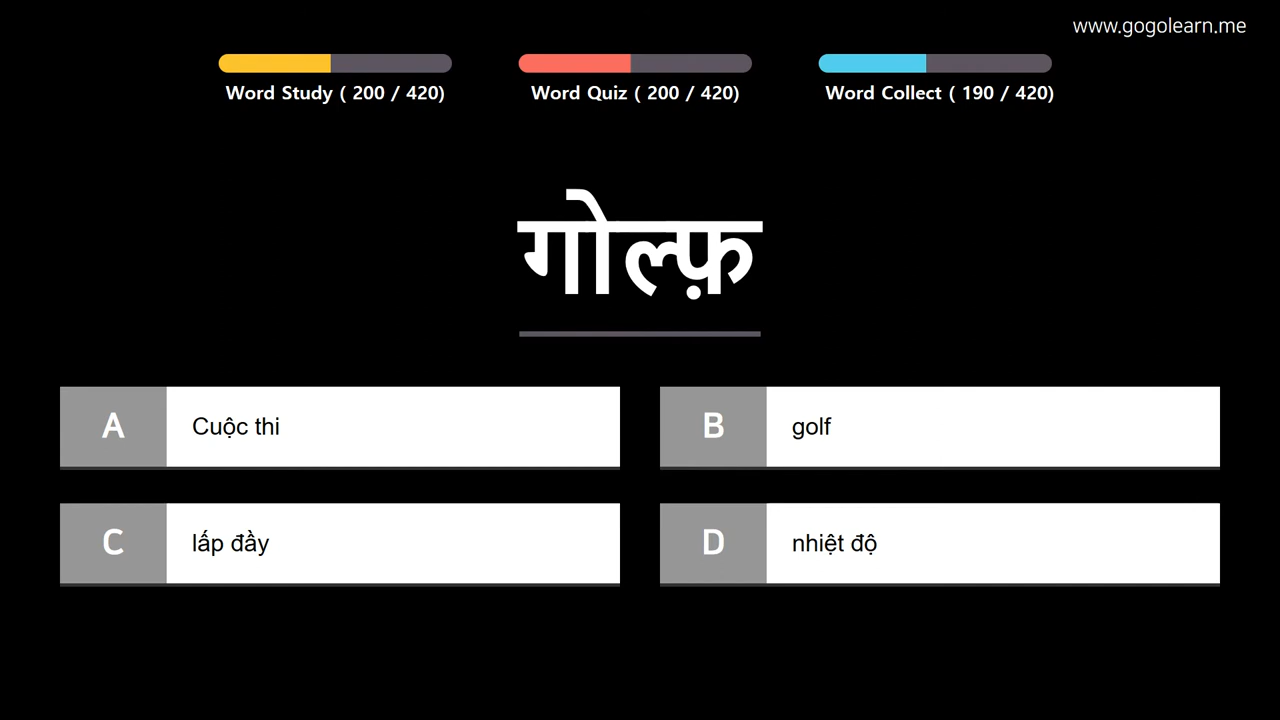 www.gogolearn.me
Word Study ( 200 / 420)
Word Quiz ( 200 / 420)
Word Collect ( 190 / 420)
गोल्फ़
A Cuộc thi
B golf
C lấp đầy
D nhiệt độ